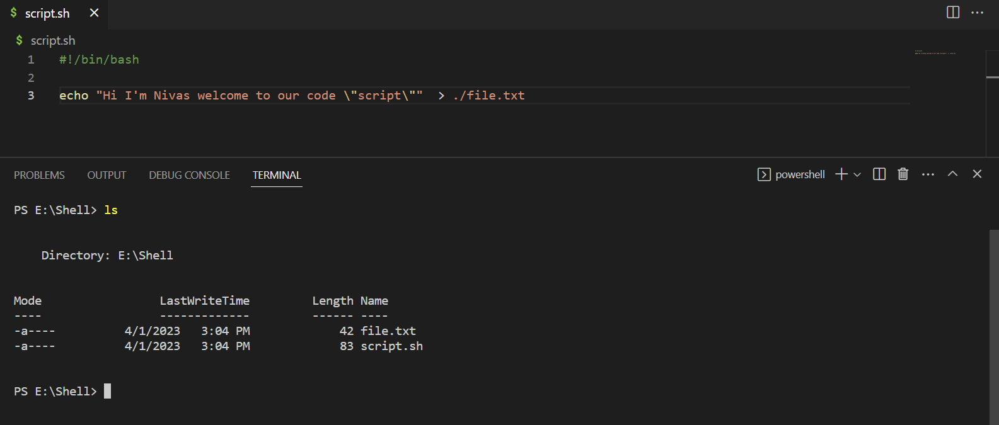 $ script.sh ×
$ script.sh
1 #!/bin/bash
2
3 echo "Hi I'm Nivas welcome to our code \"script\""  > ./file.txt
PROBLEMS OUTPUT DEBUG CONSOLE TERMINAL powershell
PS E:\Shell> ls
Directory: E:\Shell
Mode                 LastWriteTime         Length Name
----                 -------------         ------ ----
-a----          4/1/2023   3:04 PM             42 file.txt
-a----          4/1/2023   3:04 PM             83 script.sh
PS E:\Shell>